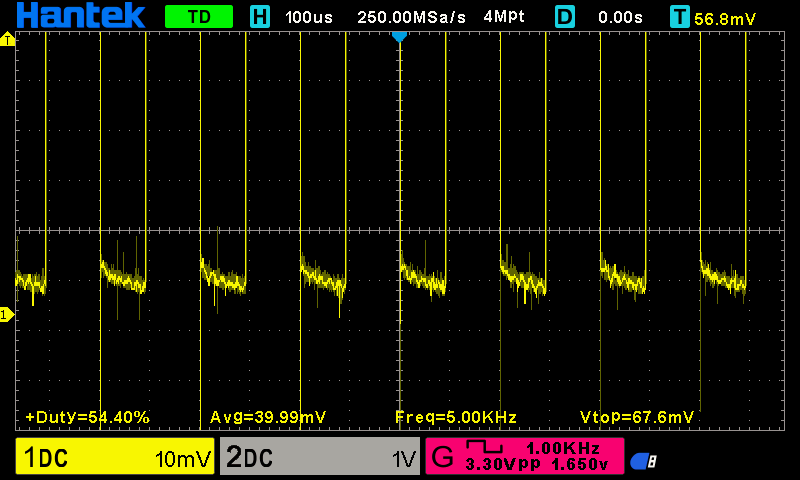 Hantek TD H 100us 250.00MSa/s 4Mpt D 0.00s T 56.8mV
T
1
+Duty=54.40% Avg=39.99mV Freq=5.00KHz Vtop=67.6mV
1DC 10mV 2DC 1V G 1.00KHz
3.30Vpp 1.650v